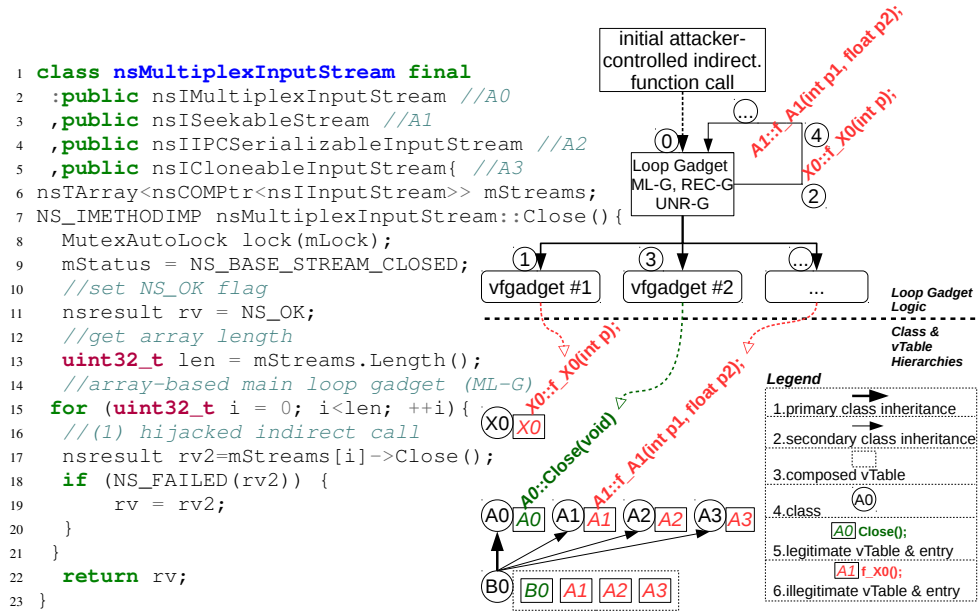 1 class nsMultiplexInputStream final
2 :public nsIMultiplexInputStream //A0
3 ,public nsISeekableStream //A1
4 ,public nsIIPCSerializableInputStream //A2
5 ,public nsICloneableInputStream{ //A3
6 nsTArray<nsCOMPtr<nsIInputStream>> mStreams;
7 NS_IMETHODIMP nsMultiplexInputStream::Close(){
8 MutexAutoLock lock(mLock);
9 mStatus = NS_BASE_STREAM_CLOSED;
10 //set NS_OK flag
11 nsresult rv = NS_OK;
12 //get array length
13 uint32_t len = mStreams.Length();
14 //array-based main loop gadget (ML-G)
15 for (uint32_t i = 0; i<len; ++i){
16 //(1) hijacked indirect call
17 nsresult rv2=mStreams[i]->Close();
18 if (NS_FAILED(rv2)) {
19 rv = rv2;
20 }
21 }
22 return rv;
23 }
initial attacker-
controlled indirect.
function call
A1::f_A1(int p1, float p2);
X0::f_X0(int p);
...
0
4
2
Loop Gadget
ML-G, REC-G
UNR-G
1
3
...
vfgadget #1
vfgadget #2
...
Loop Gadget
Logic
Class &
vTable
Hierarchies
X0::f_X0(int p);
A0::Close(void)
A1::f_A1(int p1, float p2);
X0 X0
A0 A0 A1 A1 A2 A2 A3 A3
B0 B0 A1 A2 A3
Legend
1.primary class inheritance
2.secondary class inheritance
3.composed vTable
A0
4.class
A0 Close();
5.legitimate vTable & entry
A1 f_X0();
6.illegitimate vTable & entry